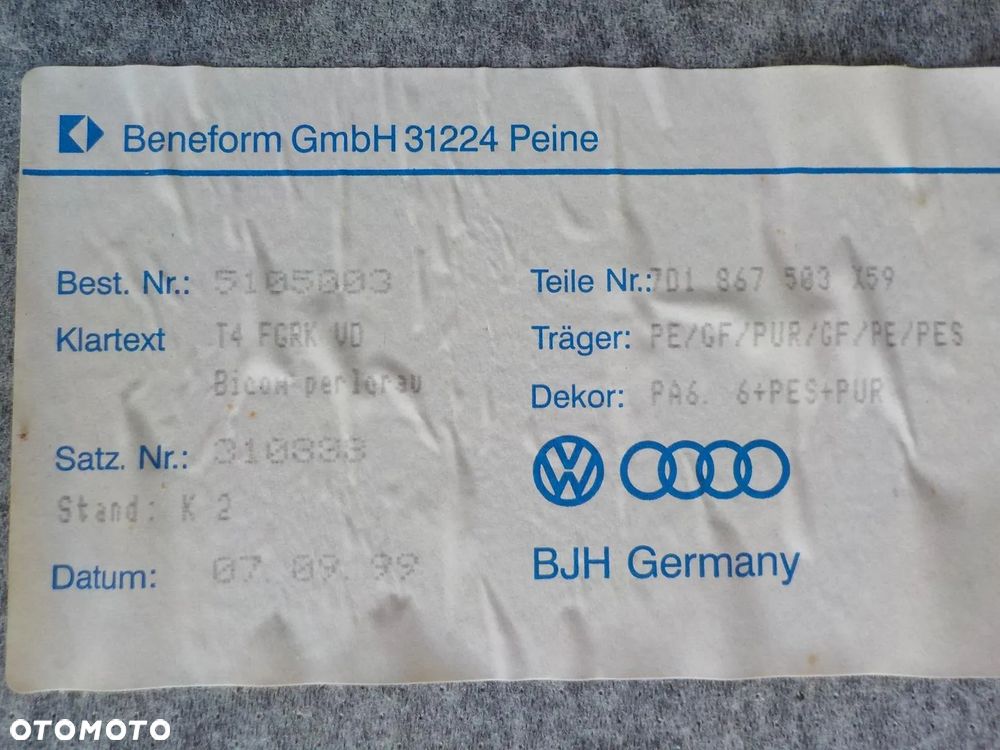 Beneform GmbH 31224 Peine
Best. Nr.: 5105003
Klartext T4 FGRK VD
Bicom-perlgrau
Satz. Nr.: 310833
Stand: K 2
Datum: 07 09 99
Teile Nr.: 7D1 867 503 X59
Träger: PE/GF/PUR/GF/PE/PES
Dekor: PA6. 6+PES+PUR
BJH Germany
OTOMOTO